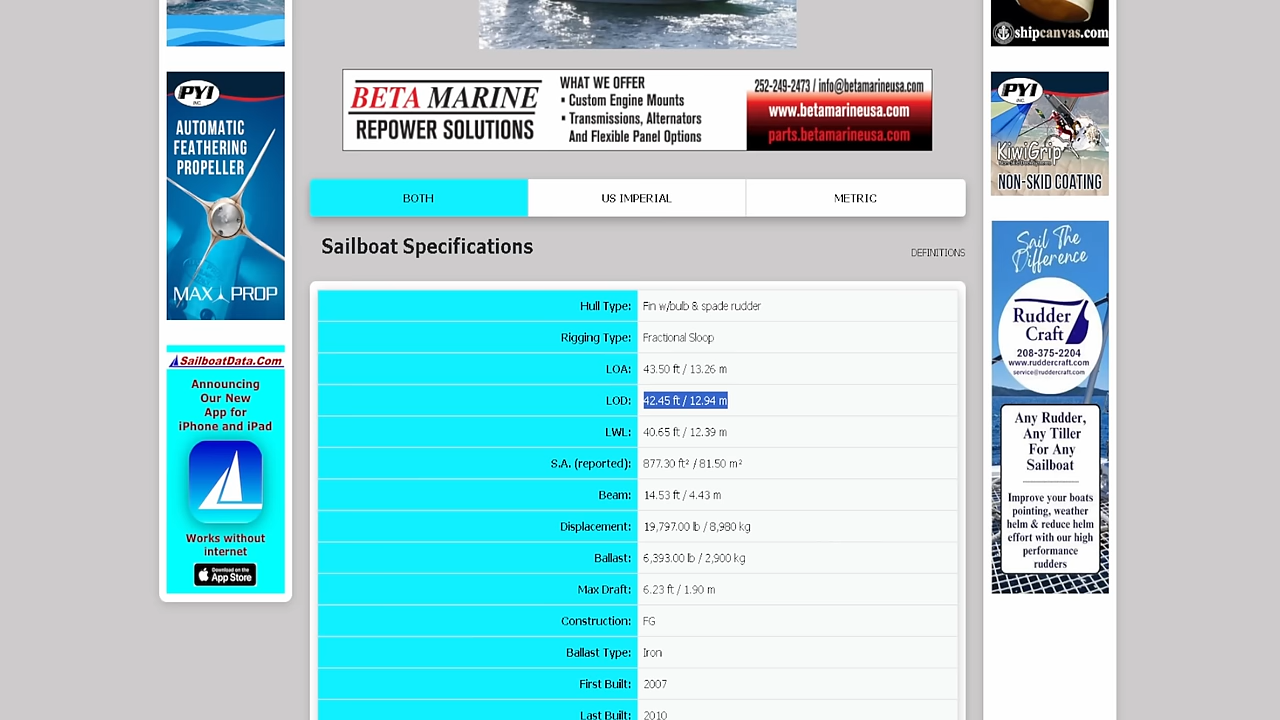 PYI
INC.
AUTOMATIC
FEATHERING
PROPELLER
MAX PROP
SailboatData.Com
Announcing
Our New
App for
iPhone and iPad
Works without
internet
Download on the
App Store
BETA MARINE
REPOWER SOLUTIONS
WHAT WE OFFER
• Custom Engine Mounts
• Transmissions, Alternators
And Flexible Panel Options
252-249-2473 / info@betamarineusa.com
www.betamarineusa.com
parts.betamarineusa.com
BOTH US IMPERIAL METRIC
Sailboat Specifications
DEFINITIONS
Hull Type: Fin w/bulb & spade rudder
Rigging Type: Fractional Sloop
LOA: 43.50 ft / 13.26 m
LOD: 42.45 ft / 12.94 m
LWL: 40.65 ft / 12.39 m
S.A. (reported): 877.30 ft² / 81.50 m²
Beam: 14.53 ft / 4.43 m
Displacement: 19,797.00 lb / 8,980 kg
Ballast: 6,393.00 lb / 2,900 kg
Max Draft: 6.23 ft / 1.90 m
Construction: FG
Ballast Type: Iron
First Built: 2007
Last Built: 2010
shipcanvas.com
PYI
INC.
KiwiGrip
NON-SKID COATING
Sail The
Difference
Rudder
Craft
208-375-2204
www.ruddercraft.com
service@ruddercraft.com
Any Rudder,
Any Tiller
For Any
Sailboat
Improve your boats
pointing, weather
helm & reduce helm
effort with our high
performance
rudders